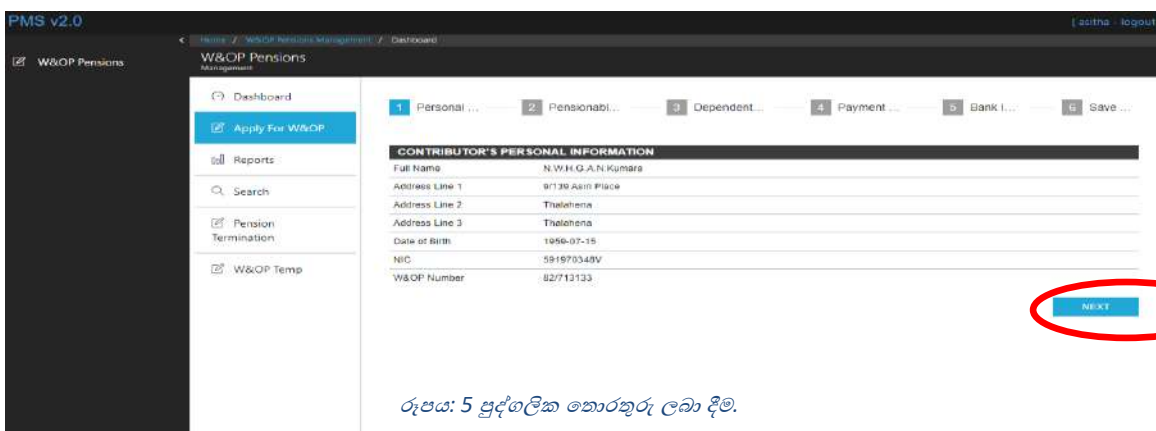 PMS v2.0
[ asitha - logout
< Home / W&OP Pensions Management / Dashboard
W&OP Pensions
W&OP Pensions
Management
Dashboard
Apply For W&OP
Reports
Search
Pension
Termination
W&OP Temp
1 Personal ... 2 Pensionabl... 3 Dependent... 4 Payment ... 5 Bank I... 6 Save ...
CONTRIBUTOR'S PERSONAL INFORMATION
Full Name N.W.H.G.A.N.Kumara
Address Line 1 9/139 Asiri Place
Address Line 2 Thalahena
Address Line 3 Thalahena
Date of Birth 1959-07-15
NIC 591970348V
W&OP Number 82/713133
NEXT
රූපය: 5 පුද්ගලික තොරතුරු ලබා දීම.